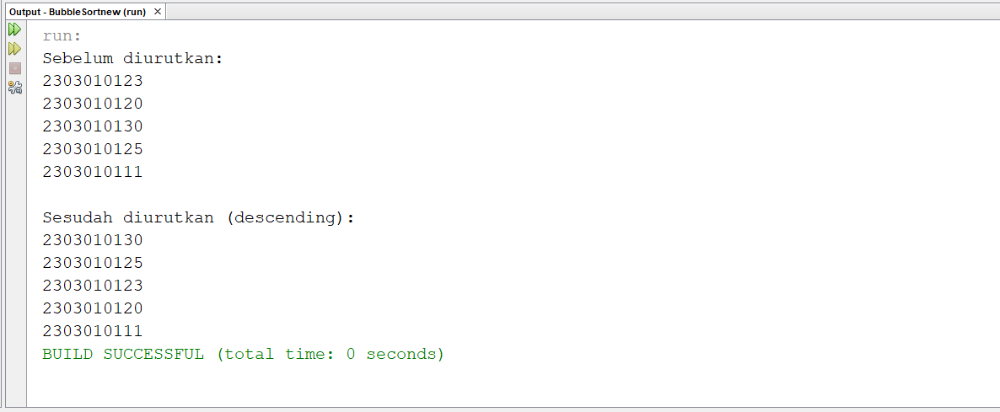 Output - BubbleSortnew (run) ×
run:
Sebelum diurutkan:
2303010123
2303010120
2303010130
2303010125
2303010111
Sesudah diurutkan (descending):
2303010130
2303010125
2303010123
2303010120
2303010111
BUILD SUCCESSFUL (total time: 0 seconds)